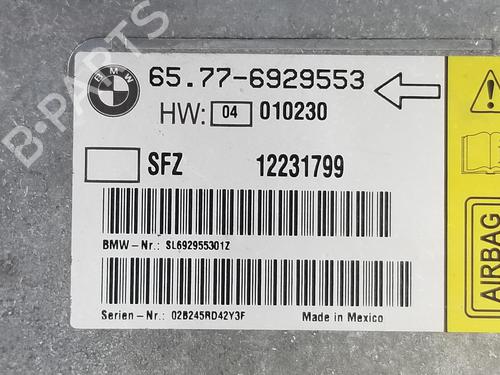 B-PARTS
BMW
65.77-6929553
HW: 04 010230
SFZ 12231799
BMW-Nr.: SL692955301Z
Serien-Nr.: 02B245RD42Y3F Made in Mexico
AIRBAG